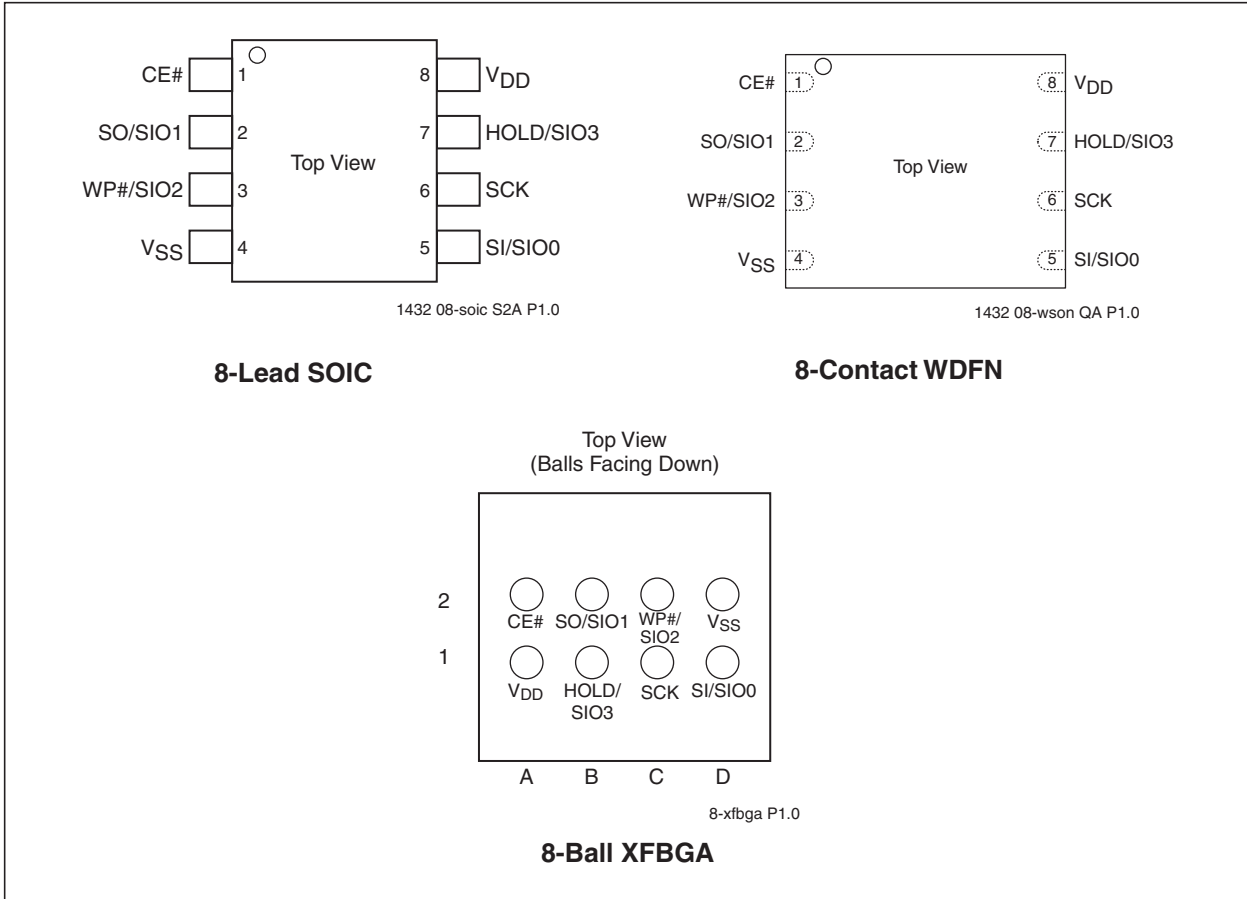 CE# 1 8 VDD
SO/SIO1 2 7 HOLD/SIO3
Top View
WP#/SIO2 3 6 SCK
VSS 4 5 SI/SIO0
1432 08-soic S2A P1.0
8-Lead SOIC
CE# 1 8 VDD
SO/SIO1 2 7 HOLD/SIO3
Top View
WP#/SIO2 3 6 SCK
VSS 4 5 SI/SIO0
1432 08-wson QA P1.0
8-Contact WDFN
Top View
(Balls Facing Down)
2
CE# SO/SIO1 WP#/ VSS
SIO2
1
VDD HOLD/ SCK SI/SIO0
SIO3
A B C D
8-xfbga P1.0
8-Ball XFBGA